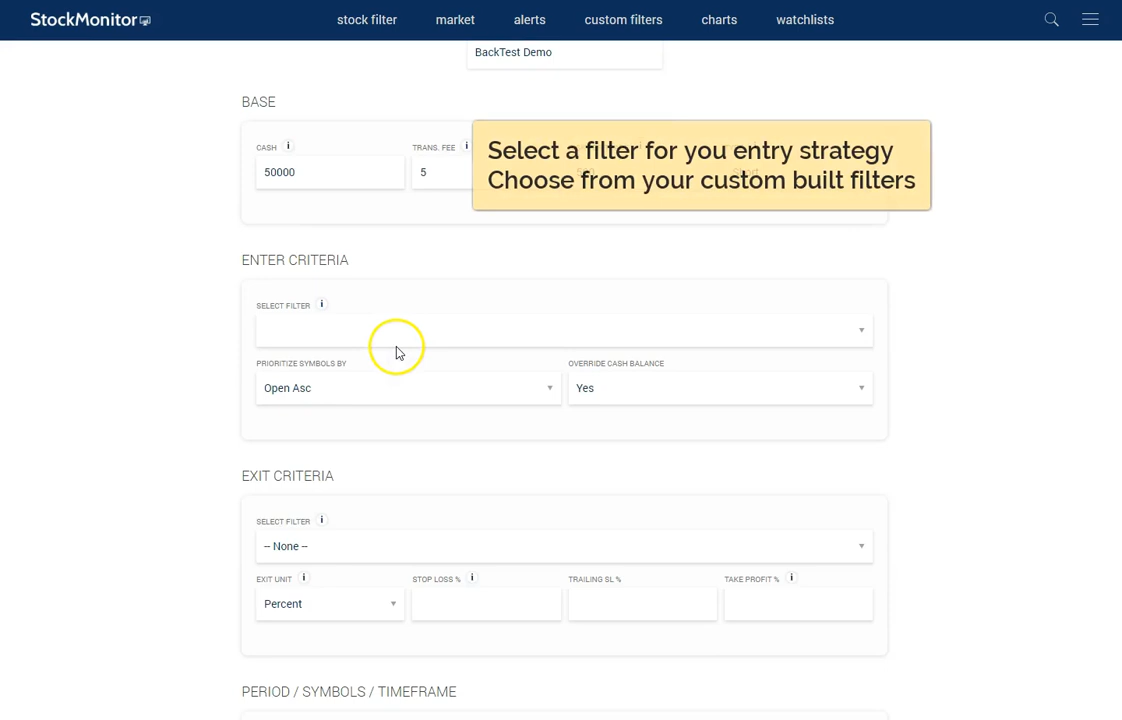 StockMonitor
stock filter
market
alerts
custom filters
charts
watchlists
BackTest Demo
BASE
Select a filter for you entry strategy
Choose from your custom built filters
CASH i
TRANS. FEE i
50000
5
ENTER CRITERIA
SELECT FILTER i
PRIORITIZE SYMBOLS BY
OVERRIDE CASH BALANCE
Open Asc
Yes
EXIT CRITERIA
SELECT FILTER i
-- None --
EXIT UNIT i
STOP LOSS % i
TRAILING SL %
TAKE PROFIT % i
Percent
PERIOD / SYMBOLS / TIMEFRAME